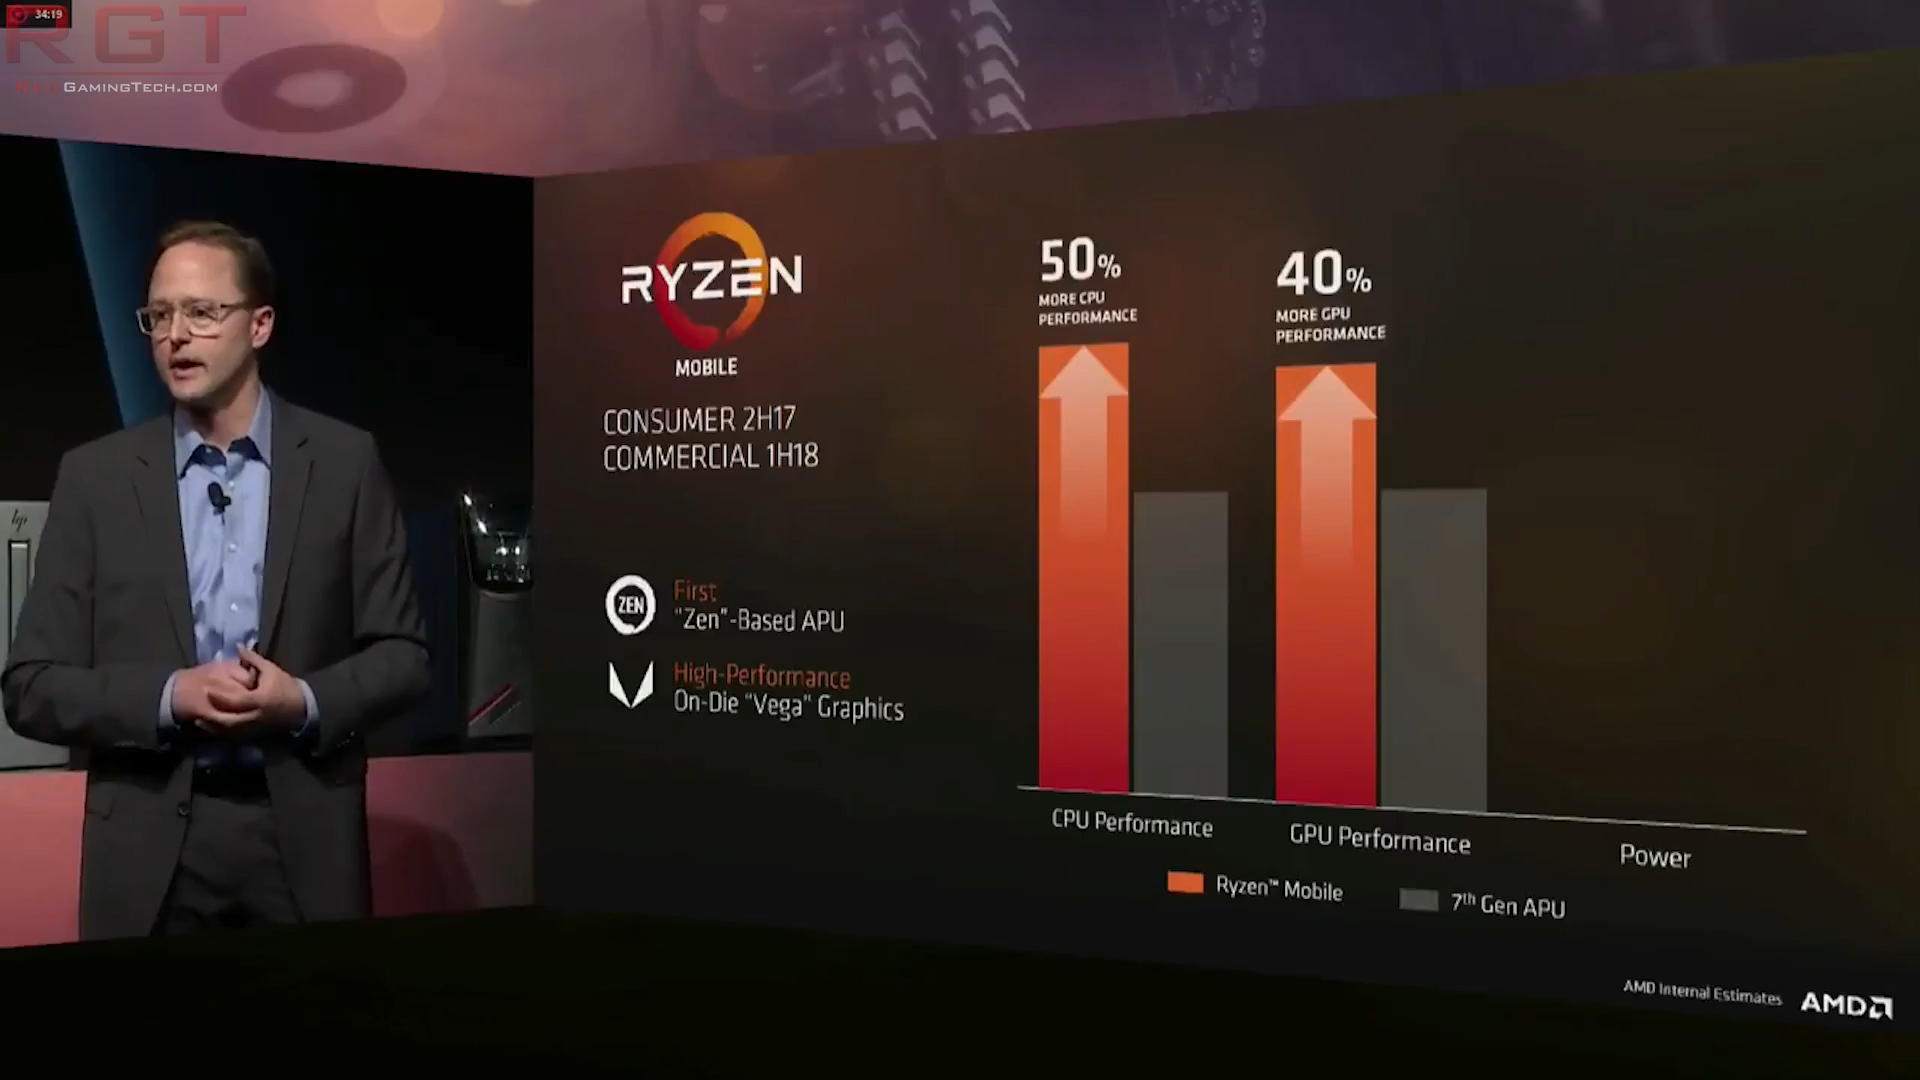 34:19
RGT
REDGAMINGTECH.COM
hp
RYZEN
MOBILE
CONSUMER 2H17
COMMERCIAL 1H18
ZEN
First
"Zen"-Based APU
High-Performance
On-Die "Vega" Graphics
50%
MORE CPU
PERFORMANCE
40%
MORE GPU
PERFORMANCE
CPU Performance
GPU Performance
Power
Ryzen™ Mobile
7th Gen APU
AMD Internal Estimates
AMD